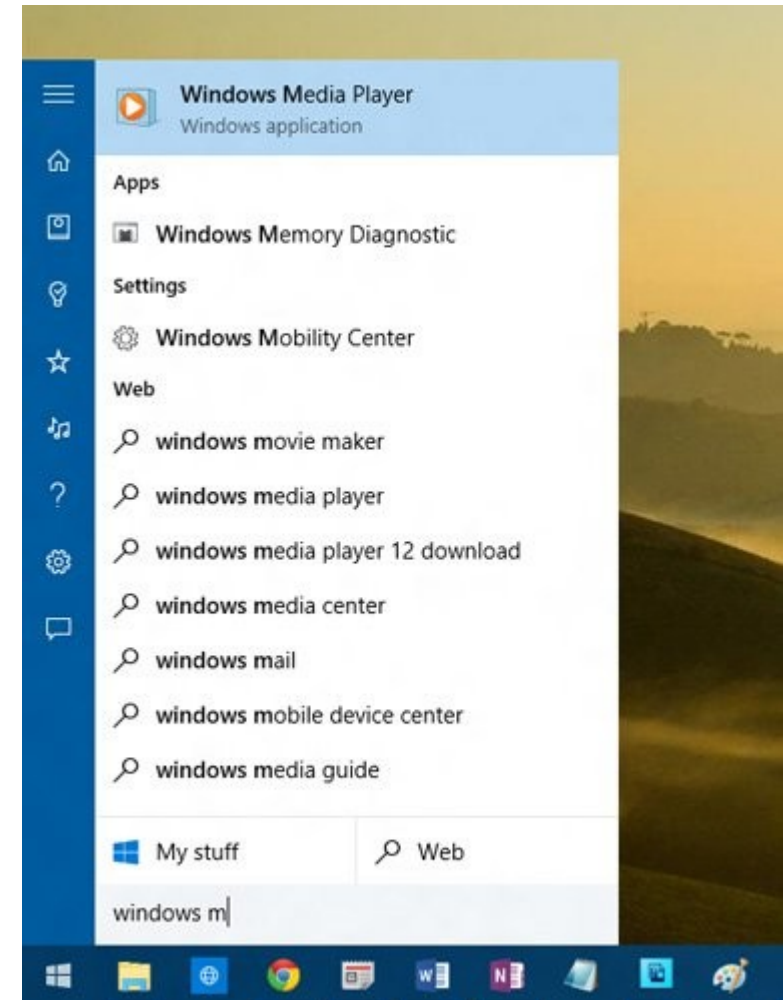 Windows Media Player
Windows application
Apps
Windows Memory Diagnostic
Settings
Windows Mobility Center
Web
windows movie maker
windows media player
windows media player 12 download
windows media center
windows mail
windows mobile device center
windows media guide
My stuff
Web
windows m